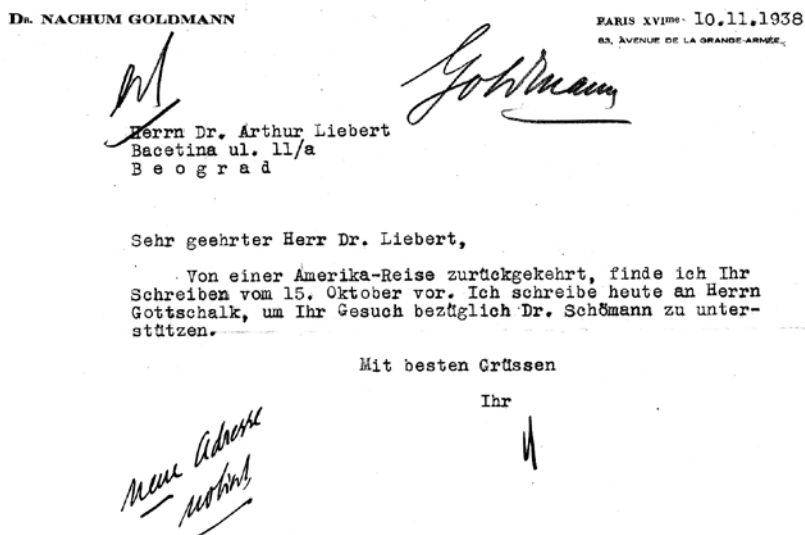 DR. NACHUM GOLDMANN
PARIS XVIme. 10.11.1938
83, AVENUE DE LA GRANDE-ARMÉE
Goldmann
Herrn Dr. Arthur Liebert
Bacetina ul. 11/a
B e o g r a d
Sehr geehrter Herr Dr. Liebert,
Von einer Amerika-Reise zurückgekehrt, finde ich Ihr
Schreiben vom 15. Oktober vor. Ich schreibe heute an Herrn
Gottschalk, um Ihr Gesuch bezüglich Dr. Schömann zu unter-
stützen.
Mit besten Grüssen
Ihr
neue Adresse
notiert